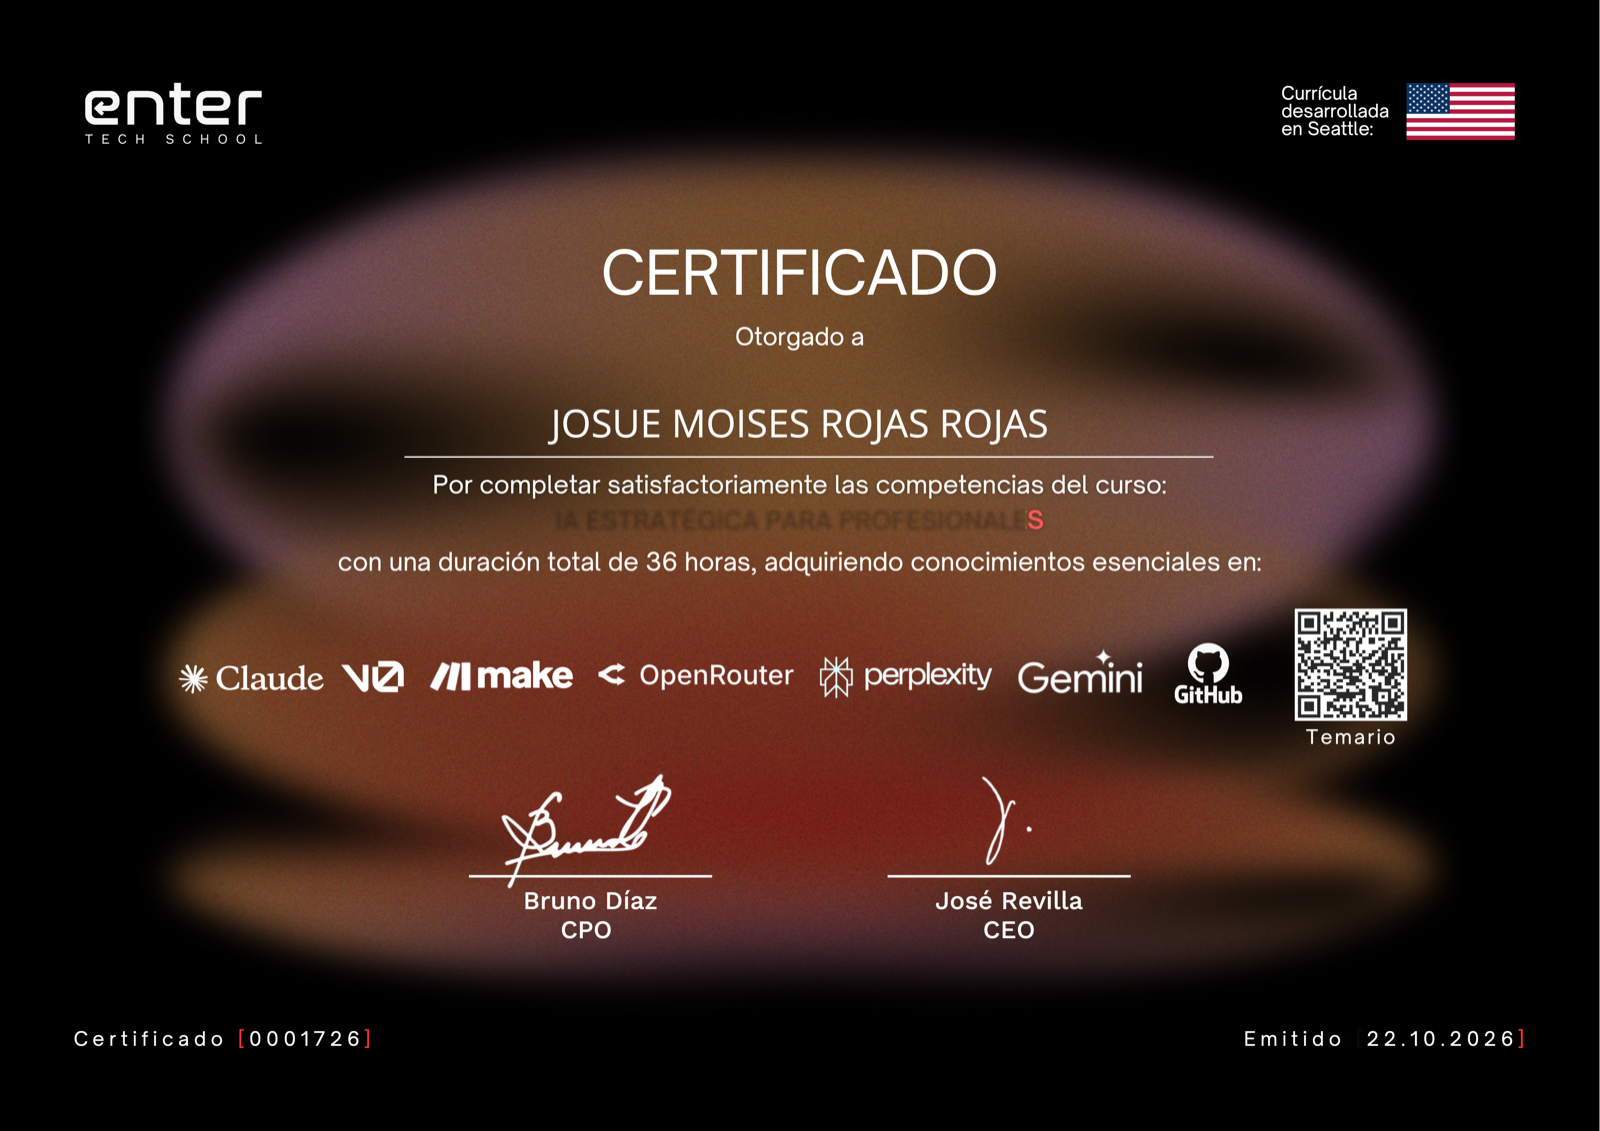 enter
TECH SCHOOL
Currícula
desarrollada
en Seattle:
CERTIFICADO
Otorgado a
JOSUE MOISES ROJAS ROJAS
Por completar satisfactoriamente las competencias del curso:
IA ESTRATÉGICA PARA PROFESIONALES
con una duración total de 36 horas, adquiriendo conocimientos esenciales en:
Claude v0 make OpenRouter perplexity Gemini GitHub
Temario
Bruno Díaz
CPO
José Revilla
CEO
Certificado [0001726]
Emitido 22.10.2026]